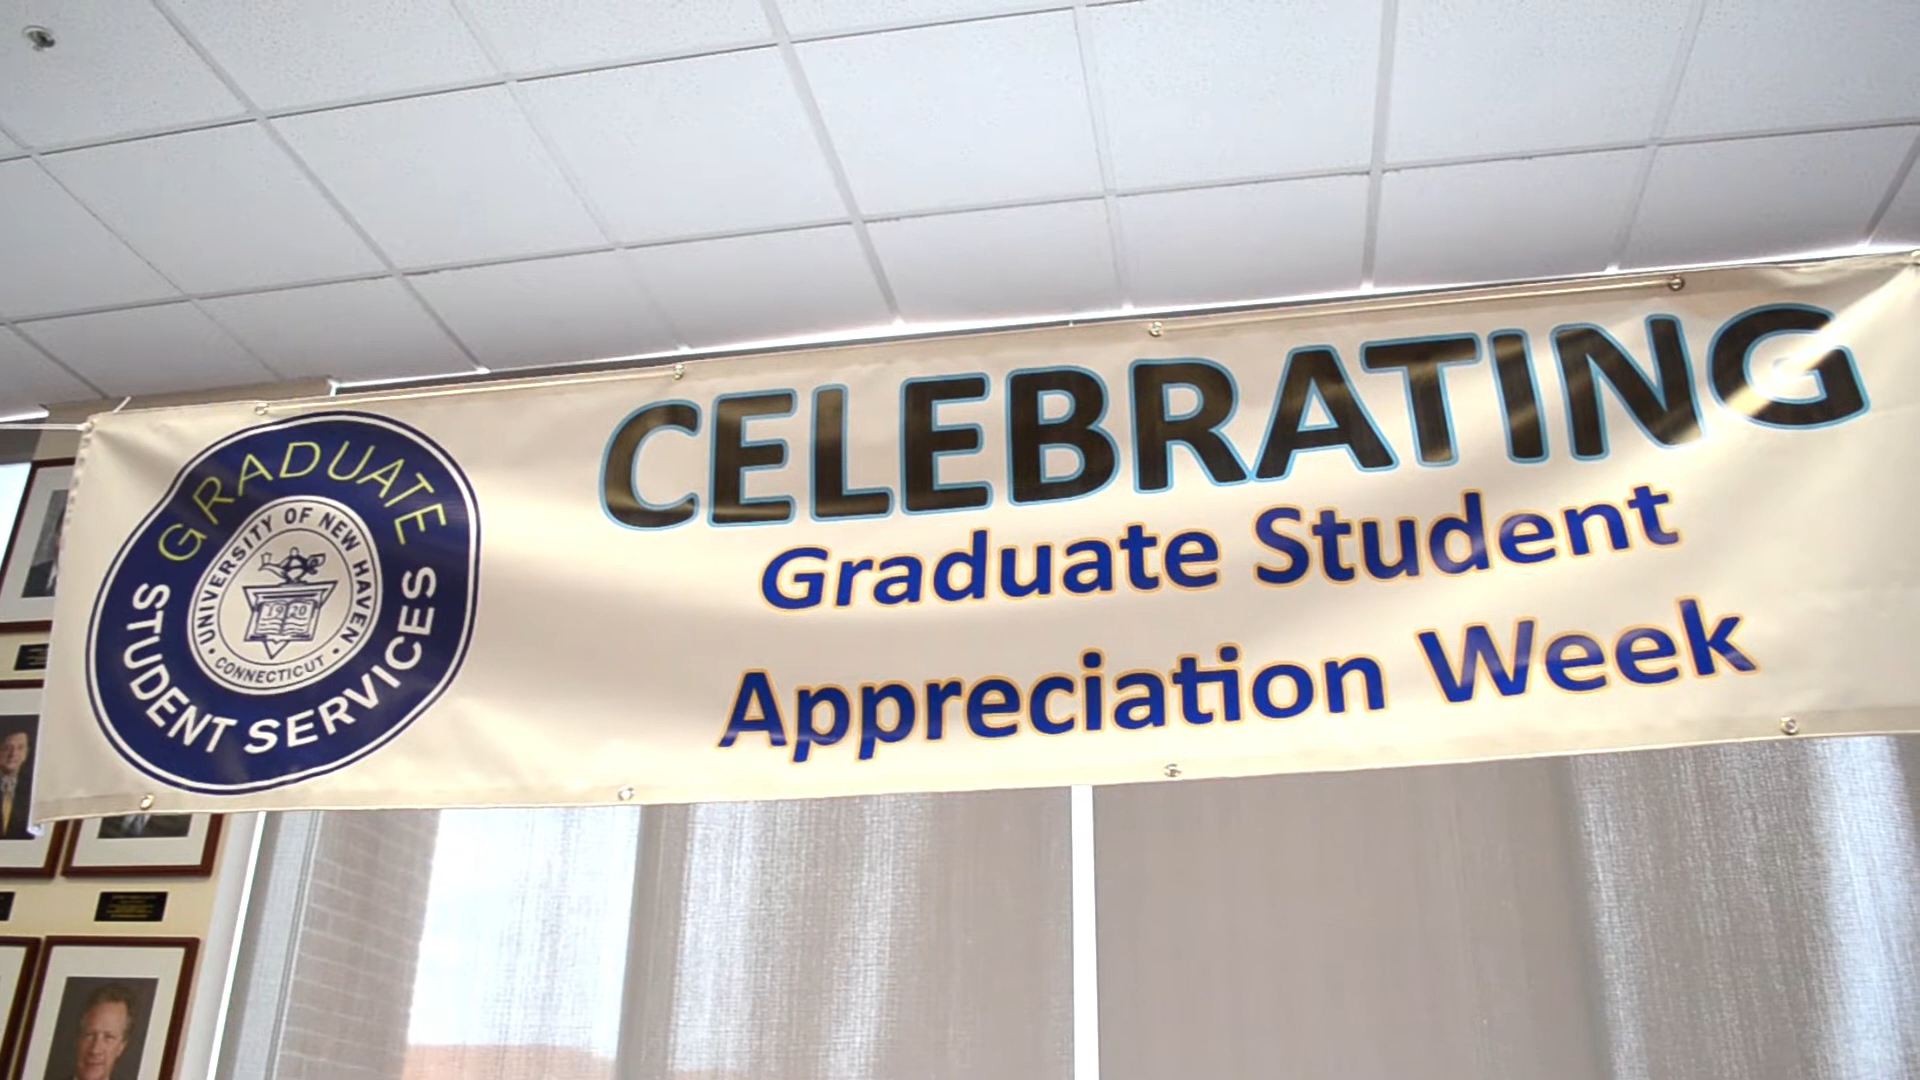 GRADUATE
STUDENT SERVICES
UNIVERSITY OF NEW HAVEN
CONNECTICUT
1920
CELEBRATING
Graduate Student
Appreciation Week